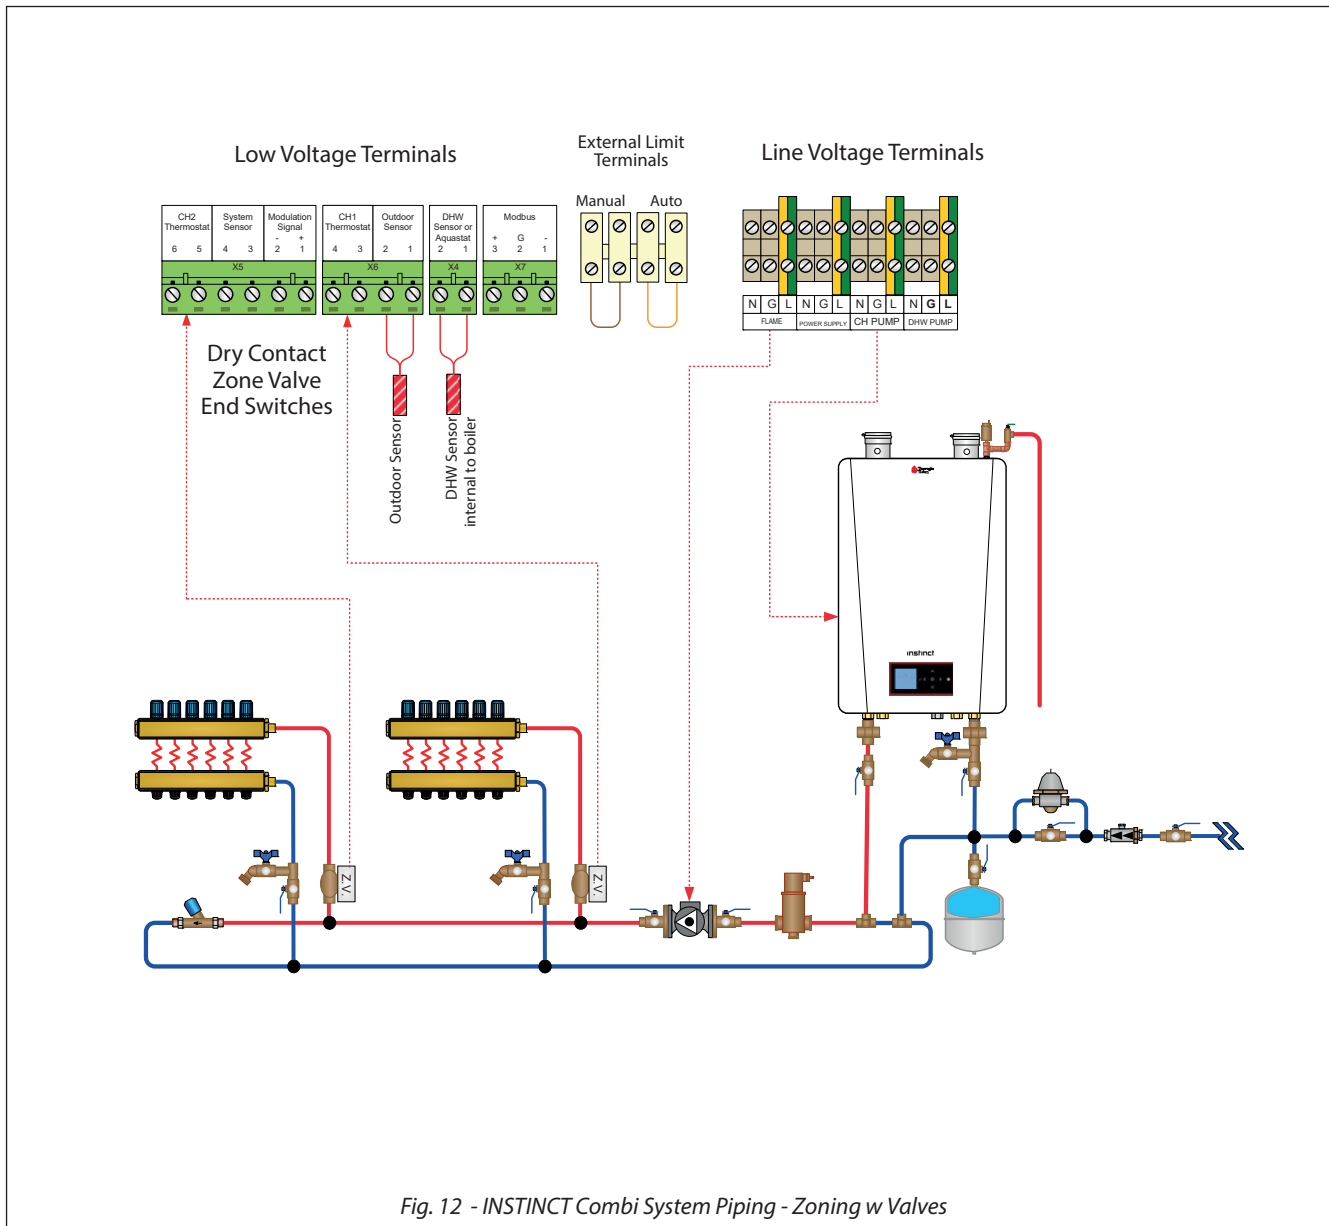 Low Voltage Terminals
External Limit
Terminals
Line Voltage Terminals
Manual Auto
CH2
Thermostat
6 5
System
Sensor
4 3
Modulation
Signal
- +
2 1
X5
CH1
Thermostat
4 3
Outdoor
Sensor
2 1
X6
DHW
Sensor or
Aquastat
2 1
X4
Modbus
+ G -
3 2 1
X7
N G L N G L N G L N G L
FLAME POWER SUPPLY CH PUMP DHW PUMP
Dry Contact
Zone Valve
End Switches
Outdoor Sensor
DHW Sensor
internal to boiler
instinct
Z.V.
Z.V.
Fig. 12 - INSTINCT Combi System Piping - Zoning w Valves